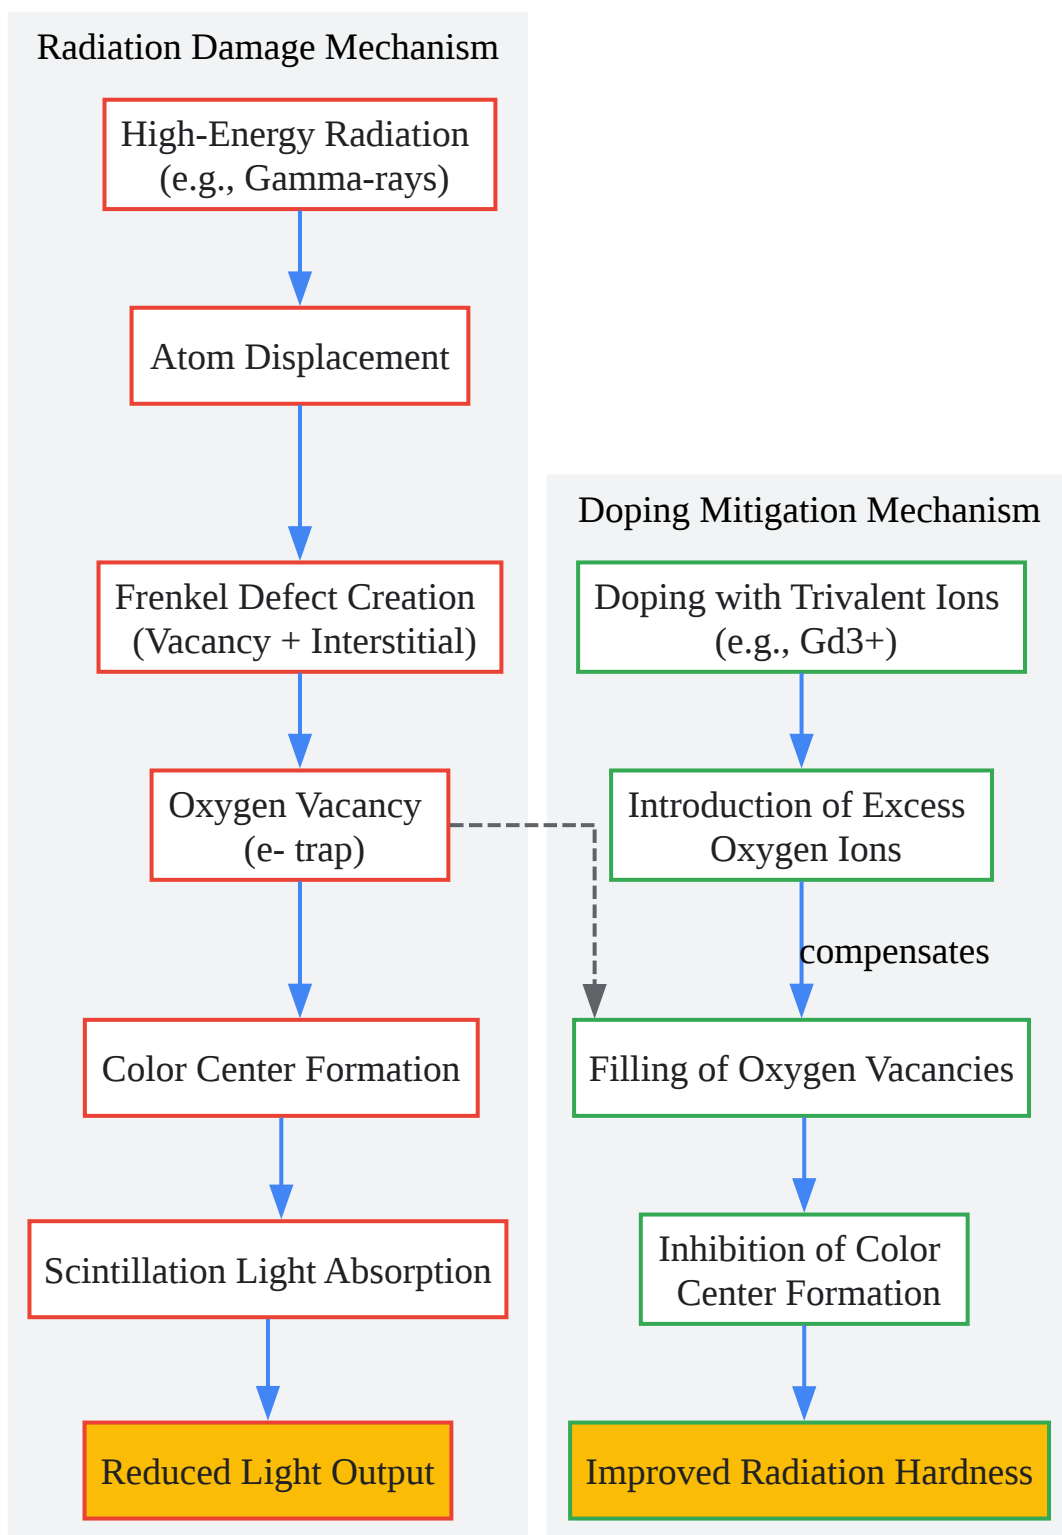 Radiation Damage Mechanism
High-Energy Radiation
(e.g., Gamma-rays)
Atom Displacement
Frenkel Defect Creation
(Vacancy + Interstitial)
Oxygen Vacancy
(e- trap)
Color Center Formation
Scintillation Light Absorption
Reduced Light Output
Doping Mitigation Mechanism
Doping with Trivalent Ions
(e.g., Gd3+)
Introduction of Excess
Oxygen Ions
compensates
Filling of Oxygen Vacancies
Inhibition of Color
Center Formation
Improved Radiation Hardness